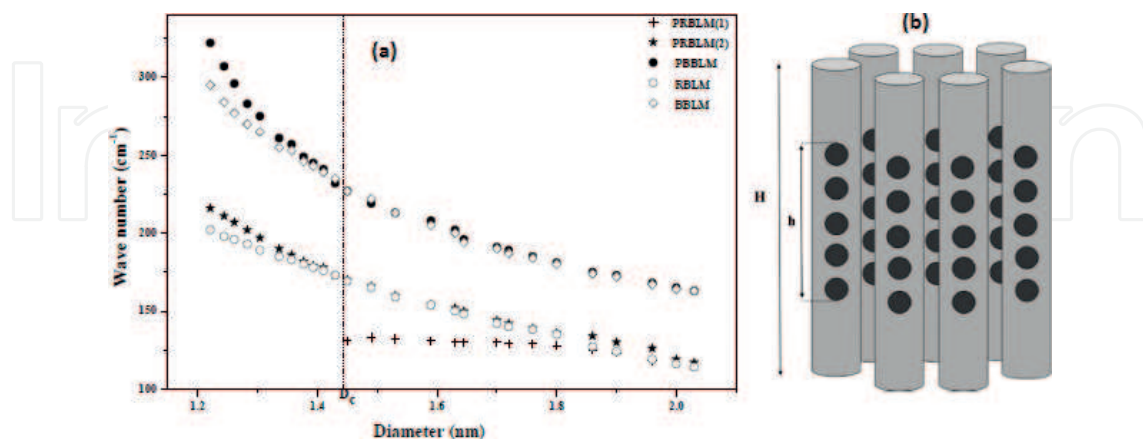 (a)
PRBLM(1)
PRBLM(2)
PBBLM
RBLM
BBLM
Wave number (cm-1)
300
250
200
150
100
1.2
1.4
Dc
1.6
1.8
2.0
Diameter (nm)
(b)
H
h